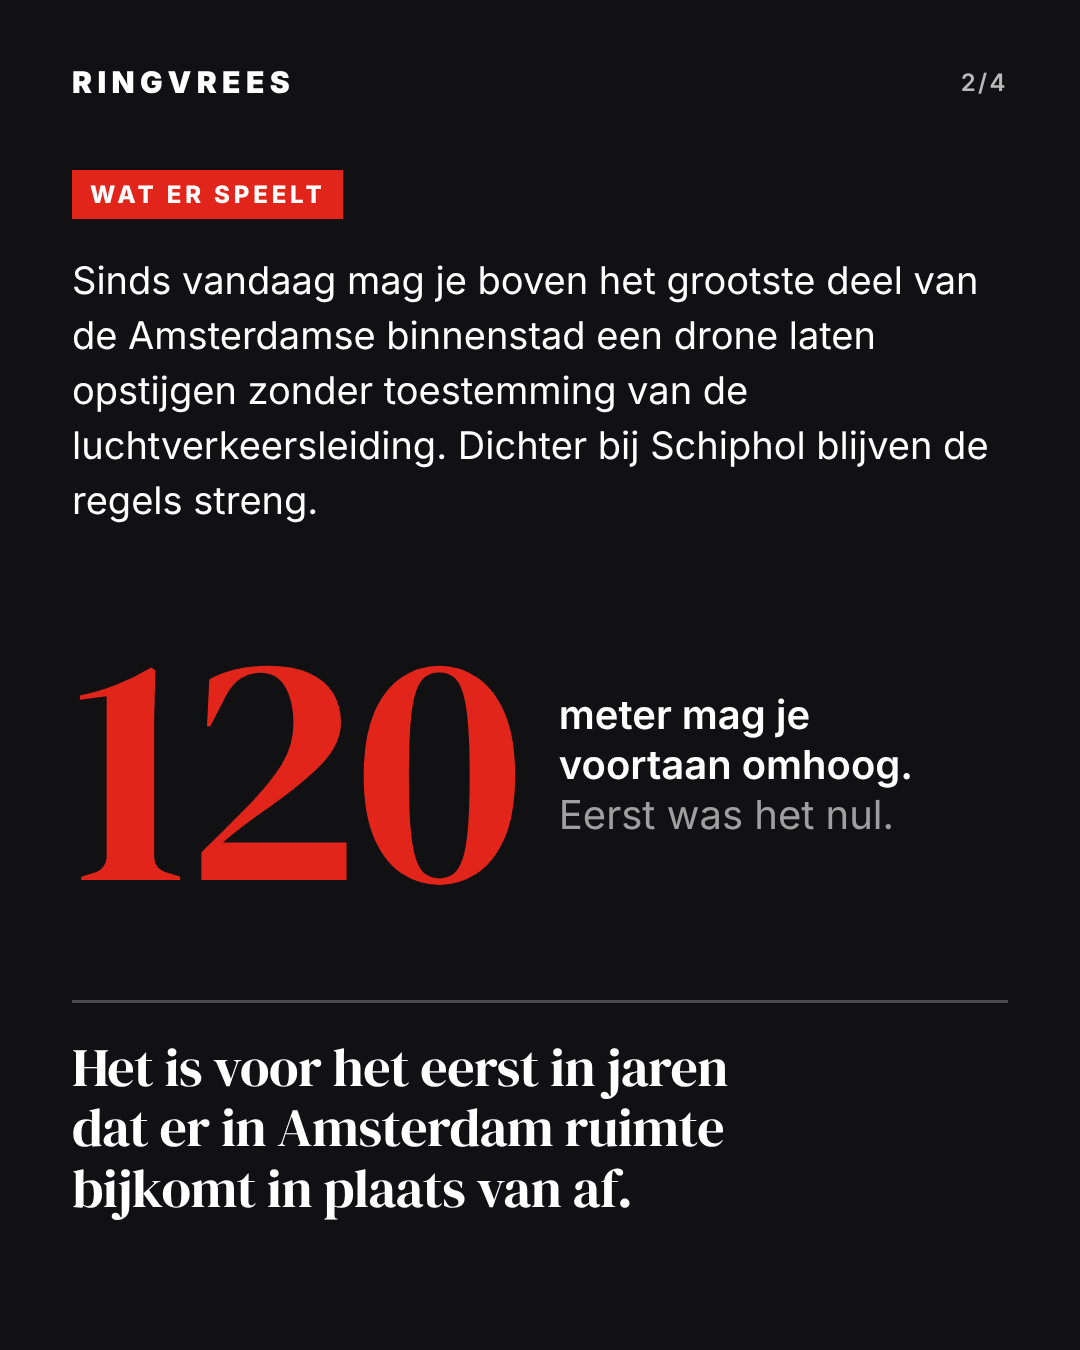 RINGVREES
2/4
WAT ER SPEELT
Sinds vandaag mag je boven het grootste deel van
de Amsterdamse binnenstad een drone laten
opstijgen zonder toestemming van de
luchtverkeersleiding. Dichter bij Schiphol blijven de
regels streng.
120
meter mag je
voortaan omhoog.
Eerst was het nul.
Het is voor het eerst in jaren
dat er in Amsterdam ruimte
bijkomt in plaats van af.